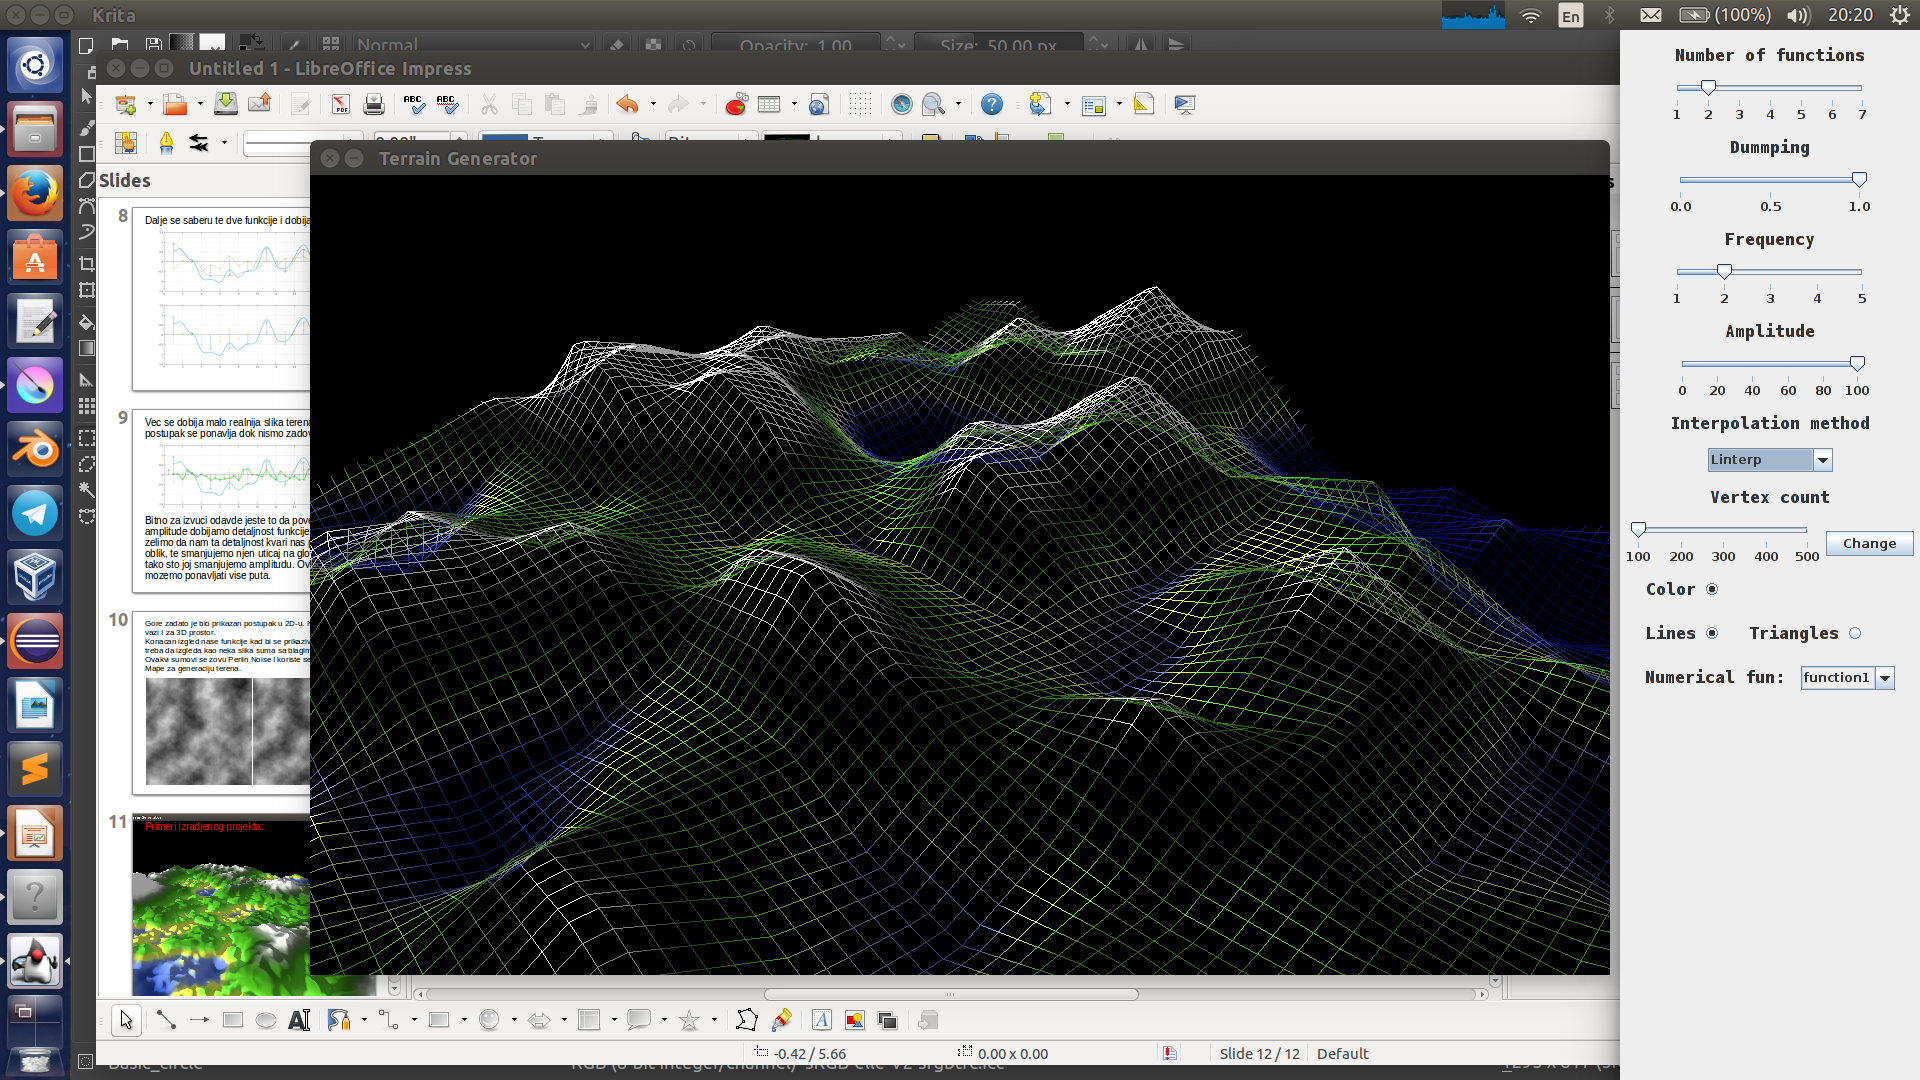 Krita
En
(100%)
20:20
Normal
Opacity: 1.00
Size: 50.00 px
Untitled 1 - LibreOffice Impress
Terrain Generator
Slides
8
Dalje se saberu te dve funkcije i dobija
9
Vec se dobija malo realnija slika teren
postupak se ponavlja dok nismo zadov
Bitno za izvuci odavde jeste to da pove
amplitude dobijamo detaljnost funkcije
zelimo da nam ta detaljnost kvari nas
oblik, te smanjujemo njen uticaj na glo
tako sto joj smanjujemo amplitudu. Ov
mozemo ponavljati vise puta.
10
Gore zadato je bio prikazan postupak u 2D-u.
vazi I za 3D prostor.
Konacan izgled nase funkcije kad bi se prikaziv
treba da izgleda kao neka slika suma sa blagim
Ovakvi sumovi se zovu Perlin Noise I koriste se
Mape za generaciju terena.
11
Primeri izradjenog projekta:
Number of functions
1 2 3 4 5 6 7
Dummping
0.0 0.5 1.0
Frequency
1 2 3 4 5
Amplitude
0 20 40 60 80 100
Interpolation method
Linterp
Vertex count
100 200 300 400 500
Change
Color
Lines Triangles
Numerical fun: function1
-0.42 / 5.66
0.00 x 0.00
Slide 12 / 12
Default